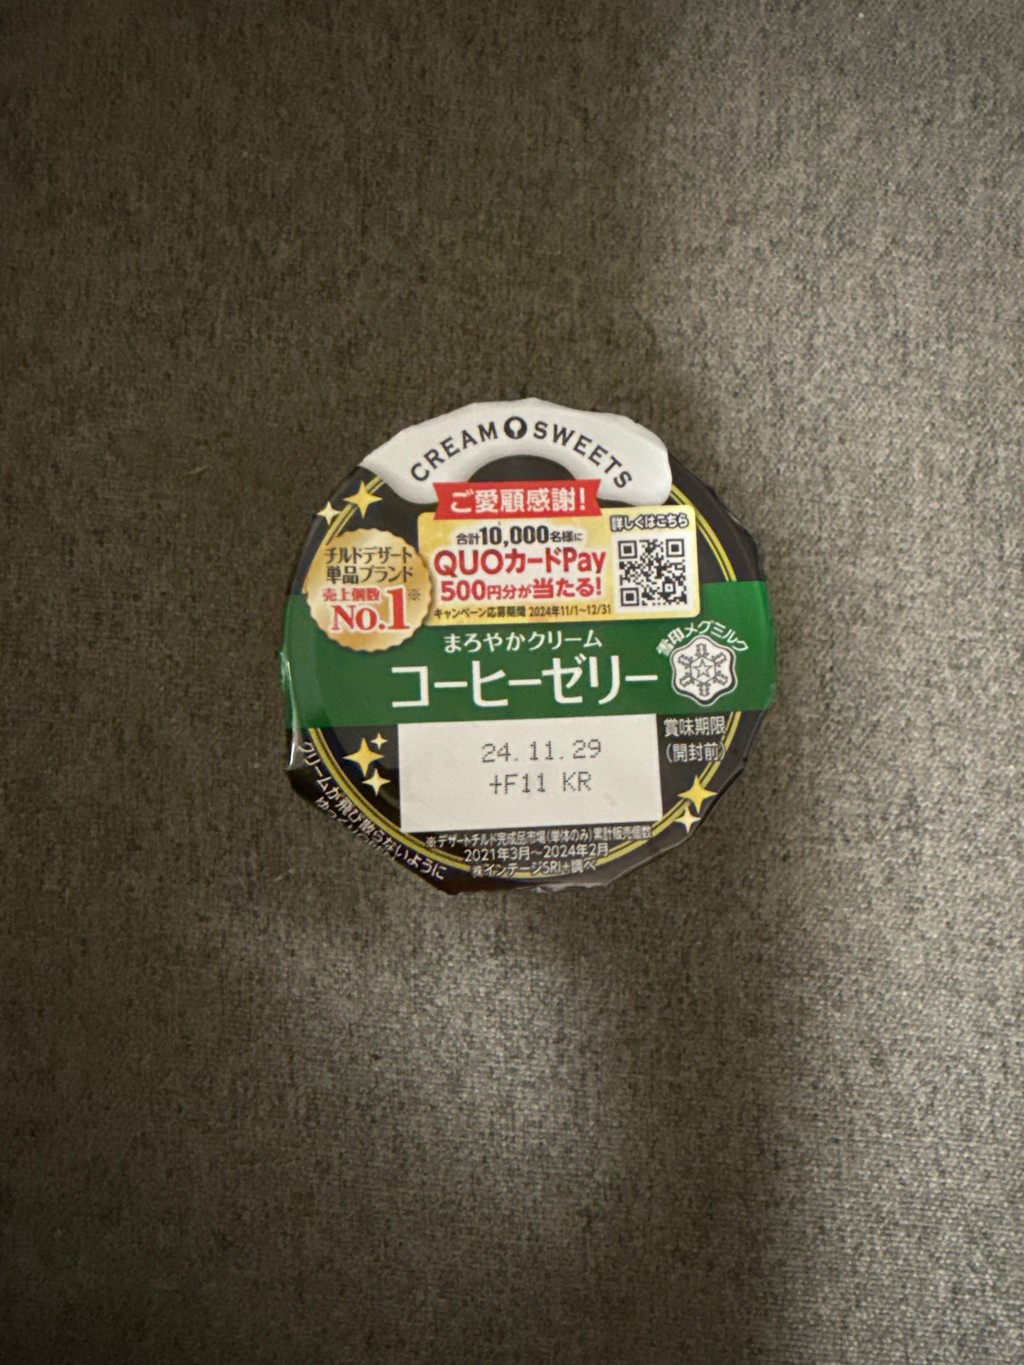 CREAM SWEETS
ご愛顧感謝!
合計10,000名様に
QUOカードPay
500円分が当たる!
キャンペーン応募期間 2024年11/1~12/31
詳しくはこちら
チルドデザート
単品ブランド
売上個数※
No.1
まろやかクリーム
コーヒーゼリー
雪印メグミルク
24.11.29
+F11 KR
賞味期限
(開封前)
クリームが飛び散らないように
※デザートチルド完成品市場(単体のみ)累計販売個数
2021年3月~2024年2月
㈱インテージSRI+調べ